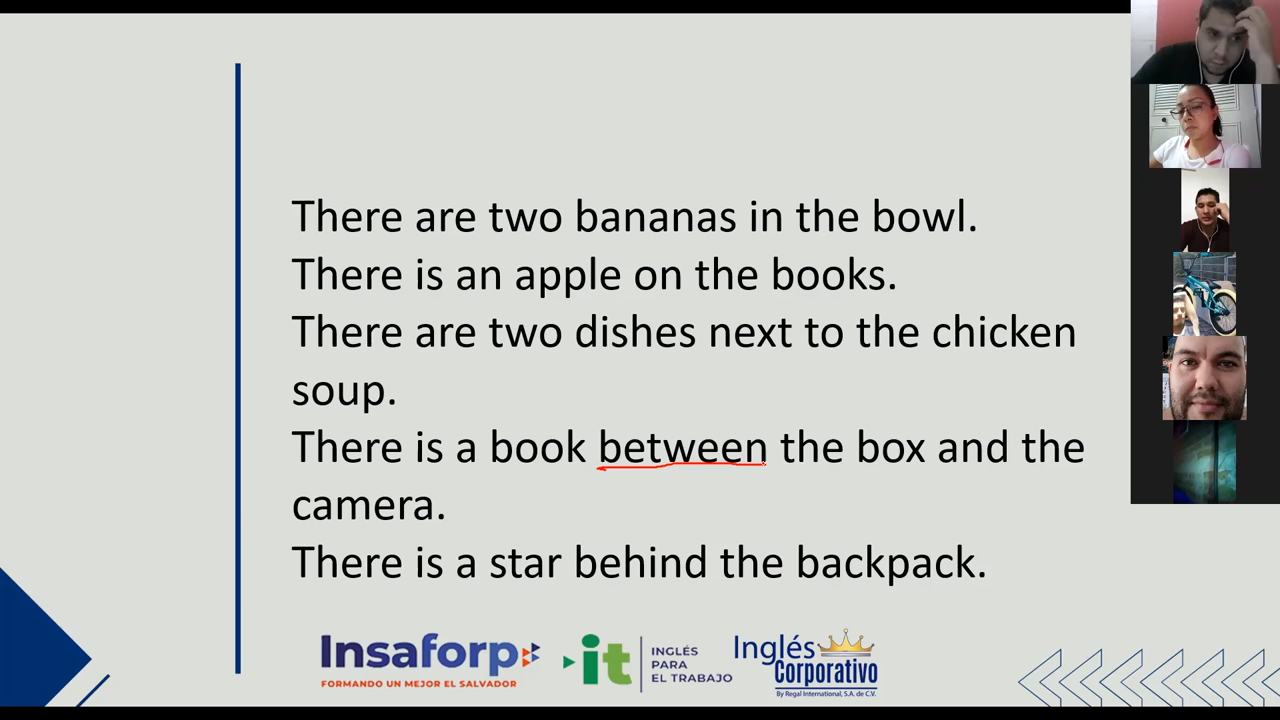 There are two bananas in the bowl.
There is an apple on the books.
There are two dishes next to the chicken
soup.
There is a book between the box and the
camera.
There is a star behind the backpack.
Insaforp
FORMANDO UN MEJOR EL SALVADOR
it
INGLÉS
PARA
EL TRABAJO
Inglés
Corporativo
By Regal International, S.A. de C.V.